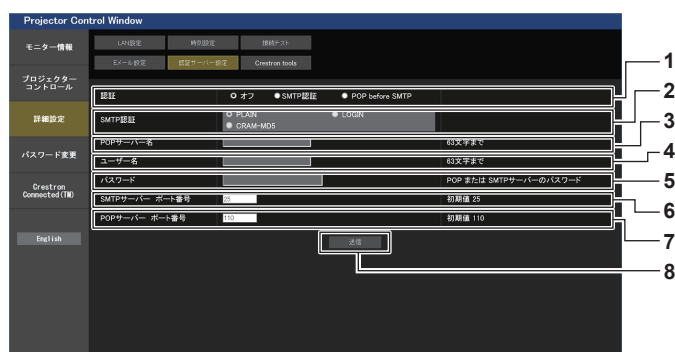 Projector Control Window
モニター情報
プロジェクター
コントロール
詳細設定
パスワード変更
Crestron
Connected(TM)
English
LAN設定 時刻設定 接続テスト
Eメール設定 認証サーバー設定 Crestron tools
認証 オフ SMTP認証 POP before SMTP
SMTP認証 PLAIN LOGIN
CRAM-MD5
POPサーバー名 63文字まで
ユーザー名 63文字まで
パスワード POP または SMTPサーバーのパスワード
SMTPサーバー ポート番号 25 初期値 25
POPサーバー ポート番号 110 初期値 110
送信
1
2
3
4
5
6
7
8